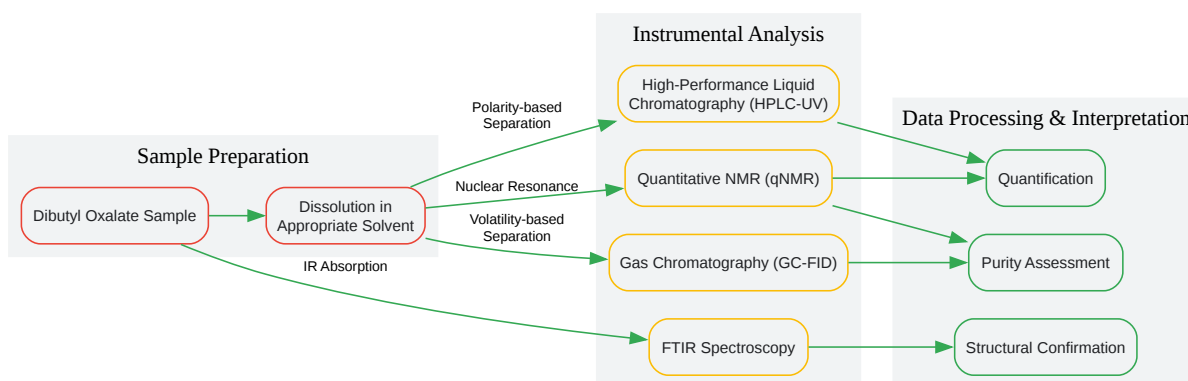 Instrumental Analysis
High-Performance Liquid
Chromatography (HPLC-UV)
Polarity-based
Separation
Data Processing & Interpretation
Sample Preparation
Quantitative NMR (qNMR)
Quantification
Nuclear Resonance
Dibutyl Oxalate Sample
Dissolution in
Appropriate Solvent
Volatility-based
Separation
IR Absorption
Gas Chromatography (GC-FID)
Purity Assessment
FTIR Spectroscopy
Structural Confirmation